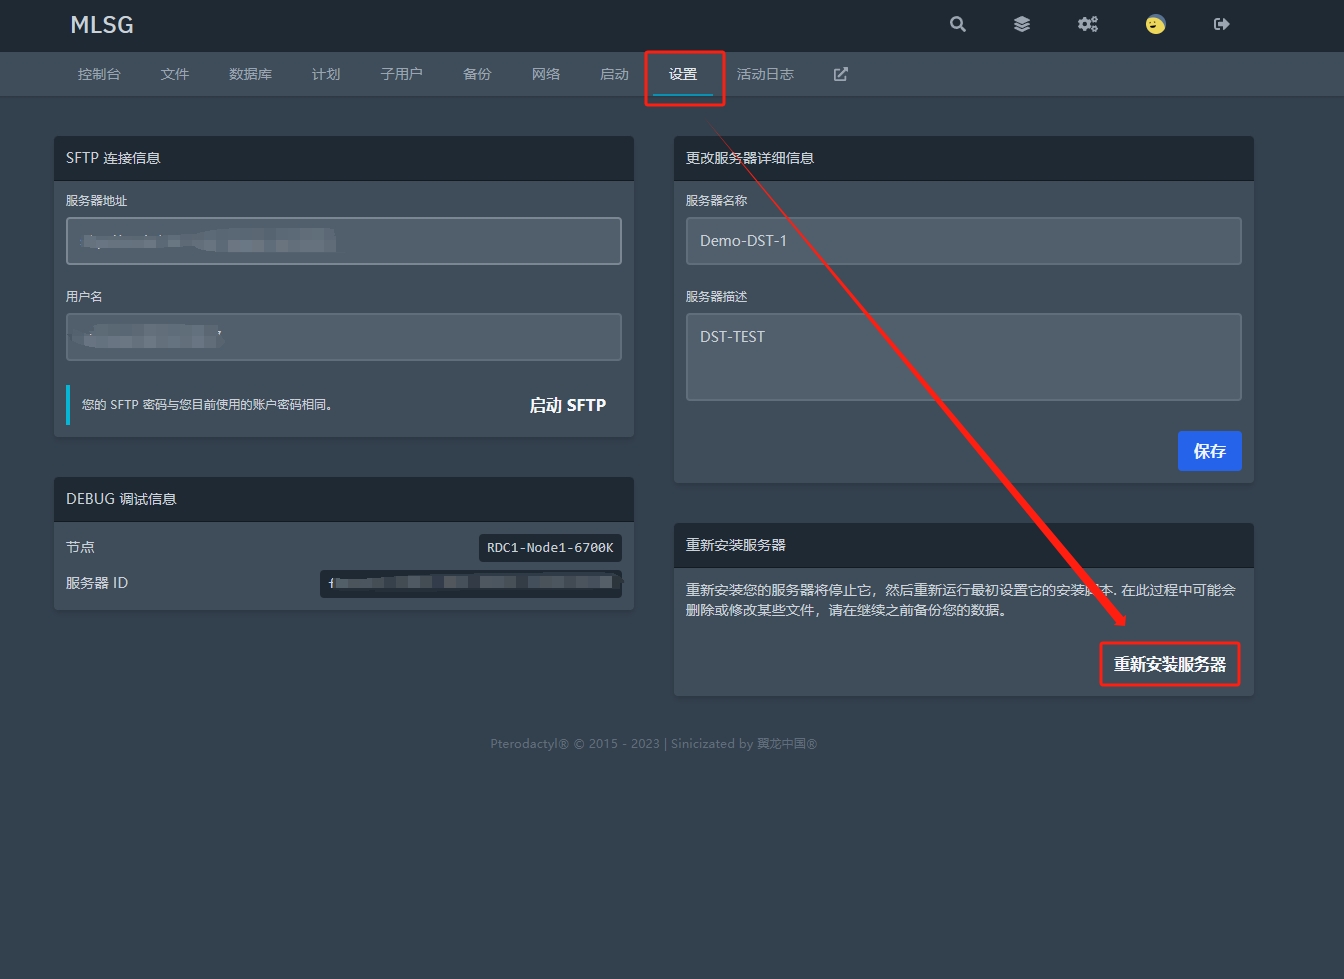 MLSG
控制台 文件 数据库 计划 子用户 备份 网络 启动 设置 活动日志
SFTP 连接信息
服务器地址
用户名
您的 SFTP 密码与您目前使用的账户密码相同。
启动 SFTP
DEBUG 调试信息
节点 RDC1-Node1-6700K
服务器 ID
更改服务器详细信息
服务器名称
Demo-DST-1
服务器描述
DST-TEST
保存
重新安装服务器
重新安装您的服务器将停止它，然后重新运行最初设置它的安装脚本. 在此过程中可能会
删除或修改某些文件，请在继续之前备份您的数据。
重新安装服务器
Pterodactyl® © 2015 - 2023 | Sinicizated by 翼龙中国®